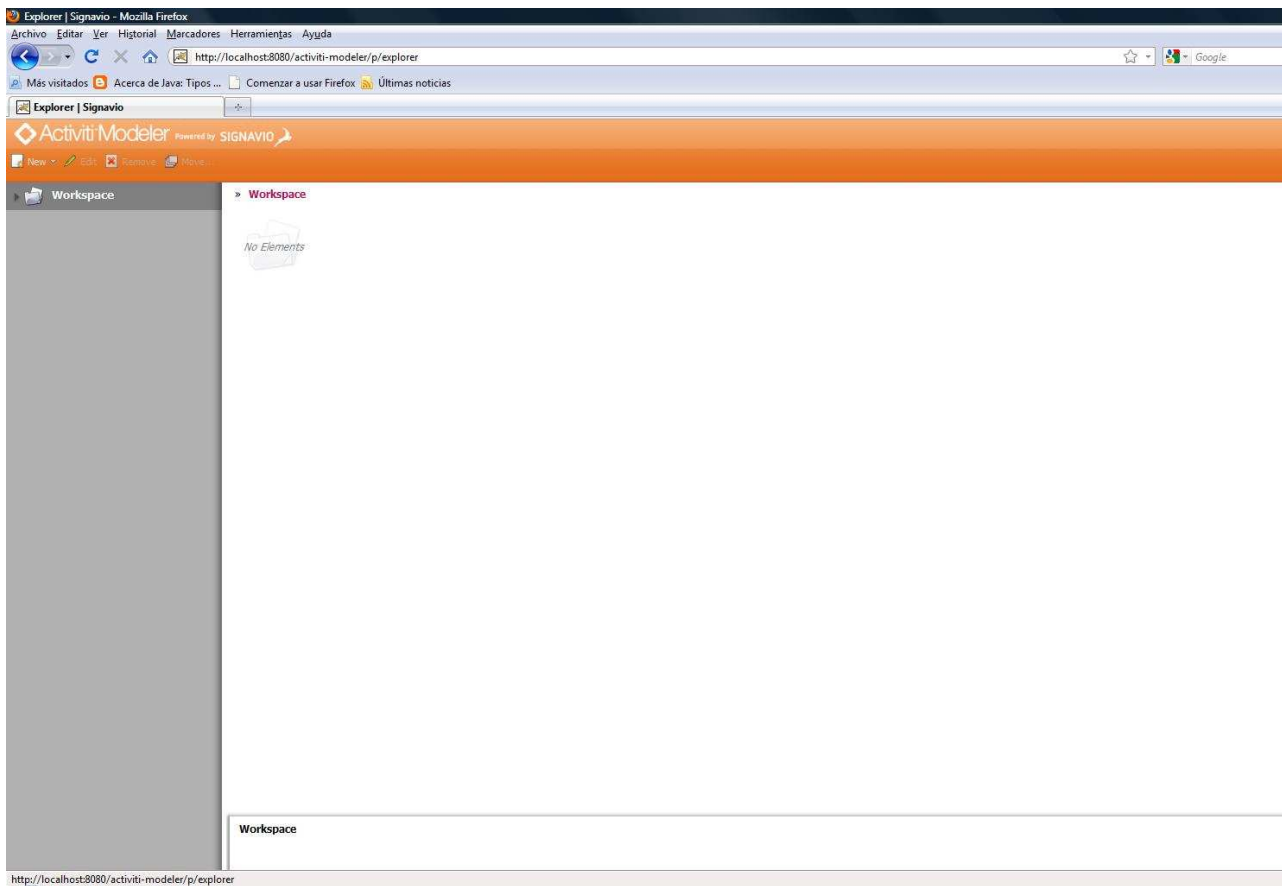 Explorer | Signavio - Mozilla Firefox
Archivo Editar Ver Historial Marcadores Herramientas Ayuda
http://localhost:8080/activiti-modeler/p/explorer
Google
Más visitados Acerca de Java: Tipos ... Comenzar a usar Firefox Últimas noticias
Explorer | Signavio
Activiti Modeler Powered by SIGNAVIO
New Edit Remove Move...
Workspace
» Workspace
No Elements
Workspace
http://localhost:8080/activiti-modeler/p/explorer